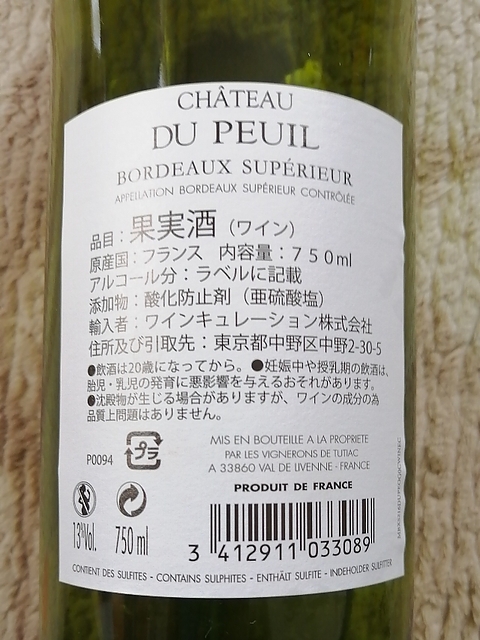 CHÂTEAU
DU PEUIL
BORDEAUX SUPÉRIEUR
APPELLATION BORDEAUX SUPÉRIEUR CONTRÔLÉE
品目：果実酒（ワイン）
原産国：フランス 内容量：７５０ml
アルコール分：ラベルに記載
添加物：酸化防止剤（亜硫酸塩）
輸入者：ワインキュレーション株式会社
住所及び引取先：東京都中野区中野2-30-5
●飲酒は20歳になってから。●妊娠中や授乳期の飲酒は、
胎児・乳児の発育に悪影響を与えるおそれがあります。
●沈殿物が生じる場合がありますが、ワインの成分の為
品質上問題はありません。
プラ
P0094
MIS EN BOUTEILLE A LA PROPRIETE
PAR LES VIGNERONS DE TUTIAC
A 33860 VAL DE LIVENNE - FRANCE
PRODUIT DE FRANCE
13%Vol.
750 ml
3 412911 033089
CONTIENT DES SULFITES - CONTAINS SULPHITES - ENTHÄLT SULFITE - INDEHOLDER SULFITTER